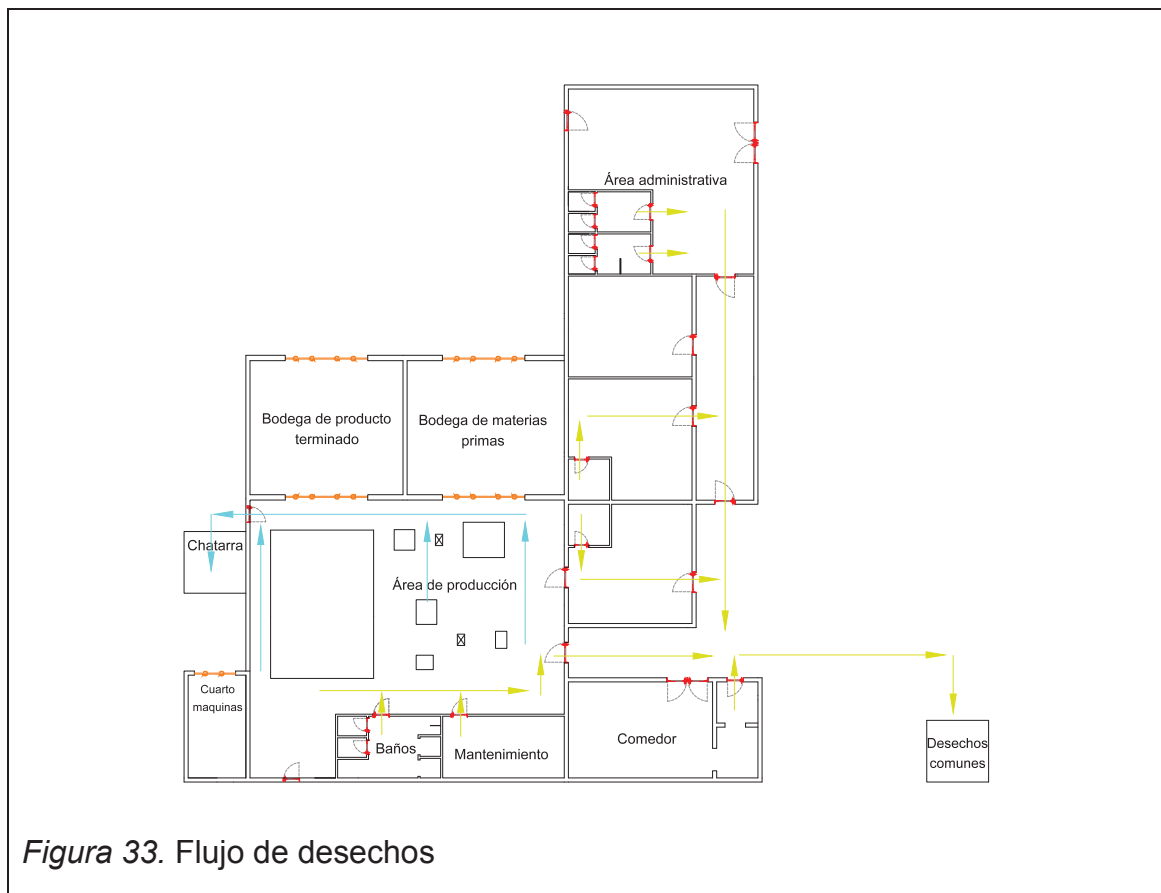 Área administrativa
Bodega de producto
terminado
Bodega de materias
primas
Chatarra
Área de producción
Cuarto
maquinas
Baños
Mantenimiento
Comedor
Desechos
comunes
Figura 33. Flujo de desechos